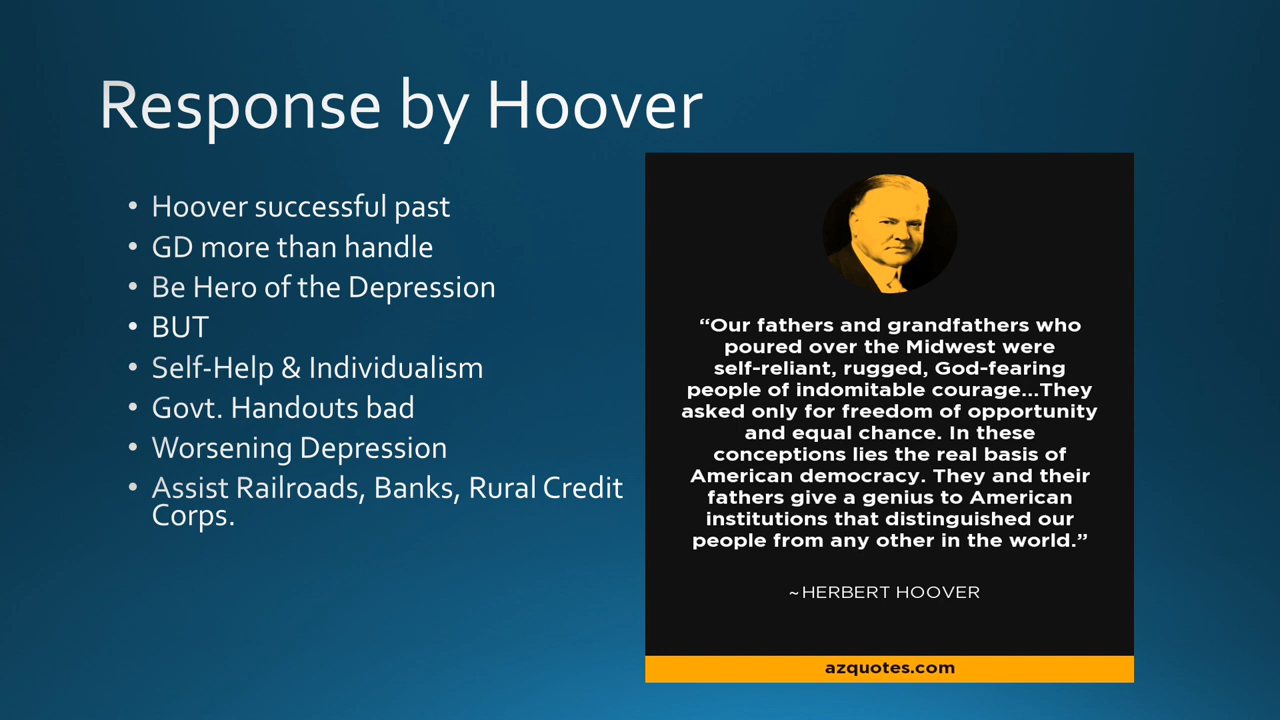 Response by Hoover
• Hoover successful past
• GD more than handle
• Be Hero of the Depression
• BUT
• Self-Help & Individualism
• Govt. Handouts bad
• Worsening Depression
• Assist Railroads, Banks, Rural Credit
Corps.
“Our fathers and grandfathers who
poured over the Midwest were
self-reliant, rugged, God-fearing
people of indomitable courage...They
asked only for freedom of opportunity
and equal chance. In these
conceptions lies the real basis of
American democracy. They and their
fathers give a genius to American
institutions that distinguished our
people from any other in the world.”
~HERBERT HOOVER
azquotes.com